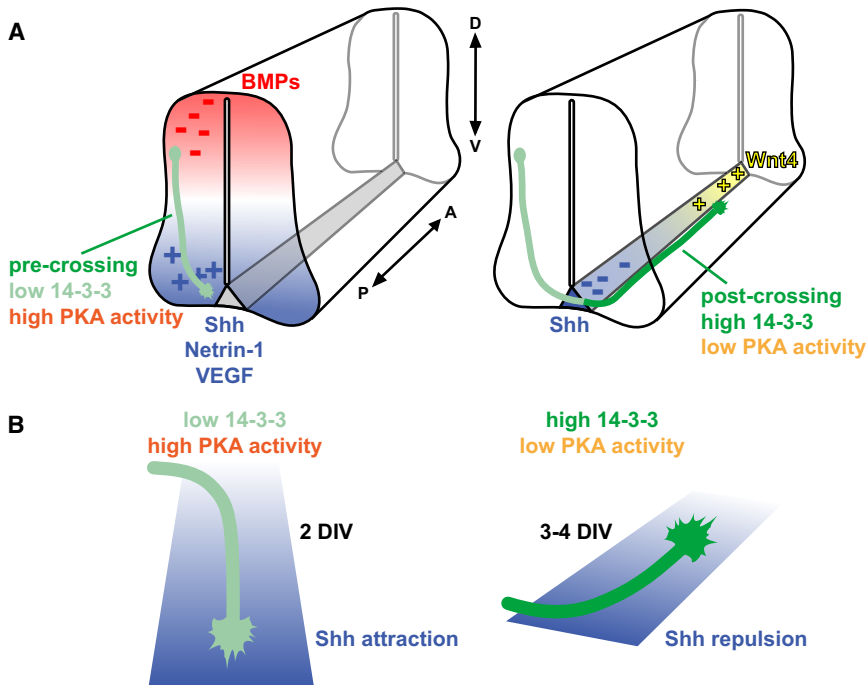 A
BMPs
D
V
A
P
pre-crossing
low 14-3-3
high PKA activity
Shh
Netrin-1
VEGF
Wnt4
Shh
post-crossing
high 14-3-3
low PKA activity
B
low 14-3-3
high PKA activity
2 DIV
Shh attraction
high 14-3-3
low PKA activity
3-4 DIV
Shh repulsion